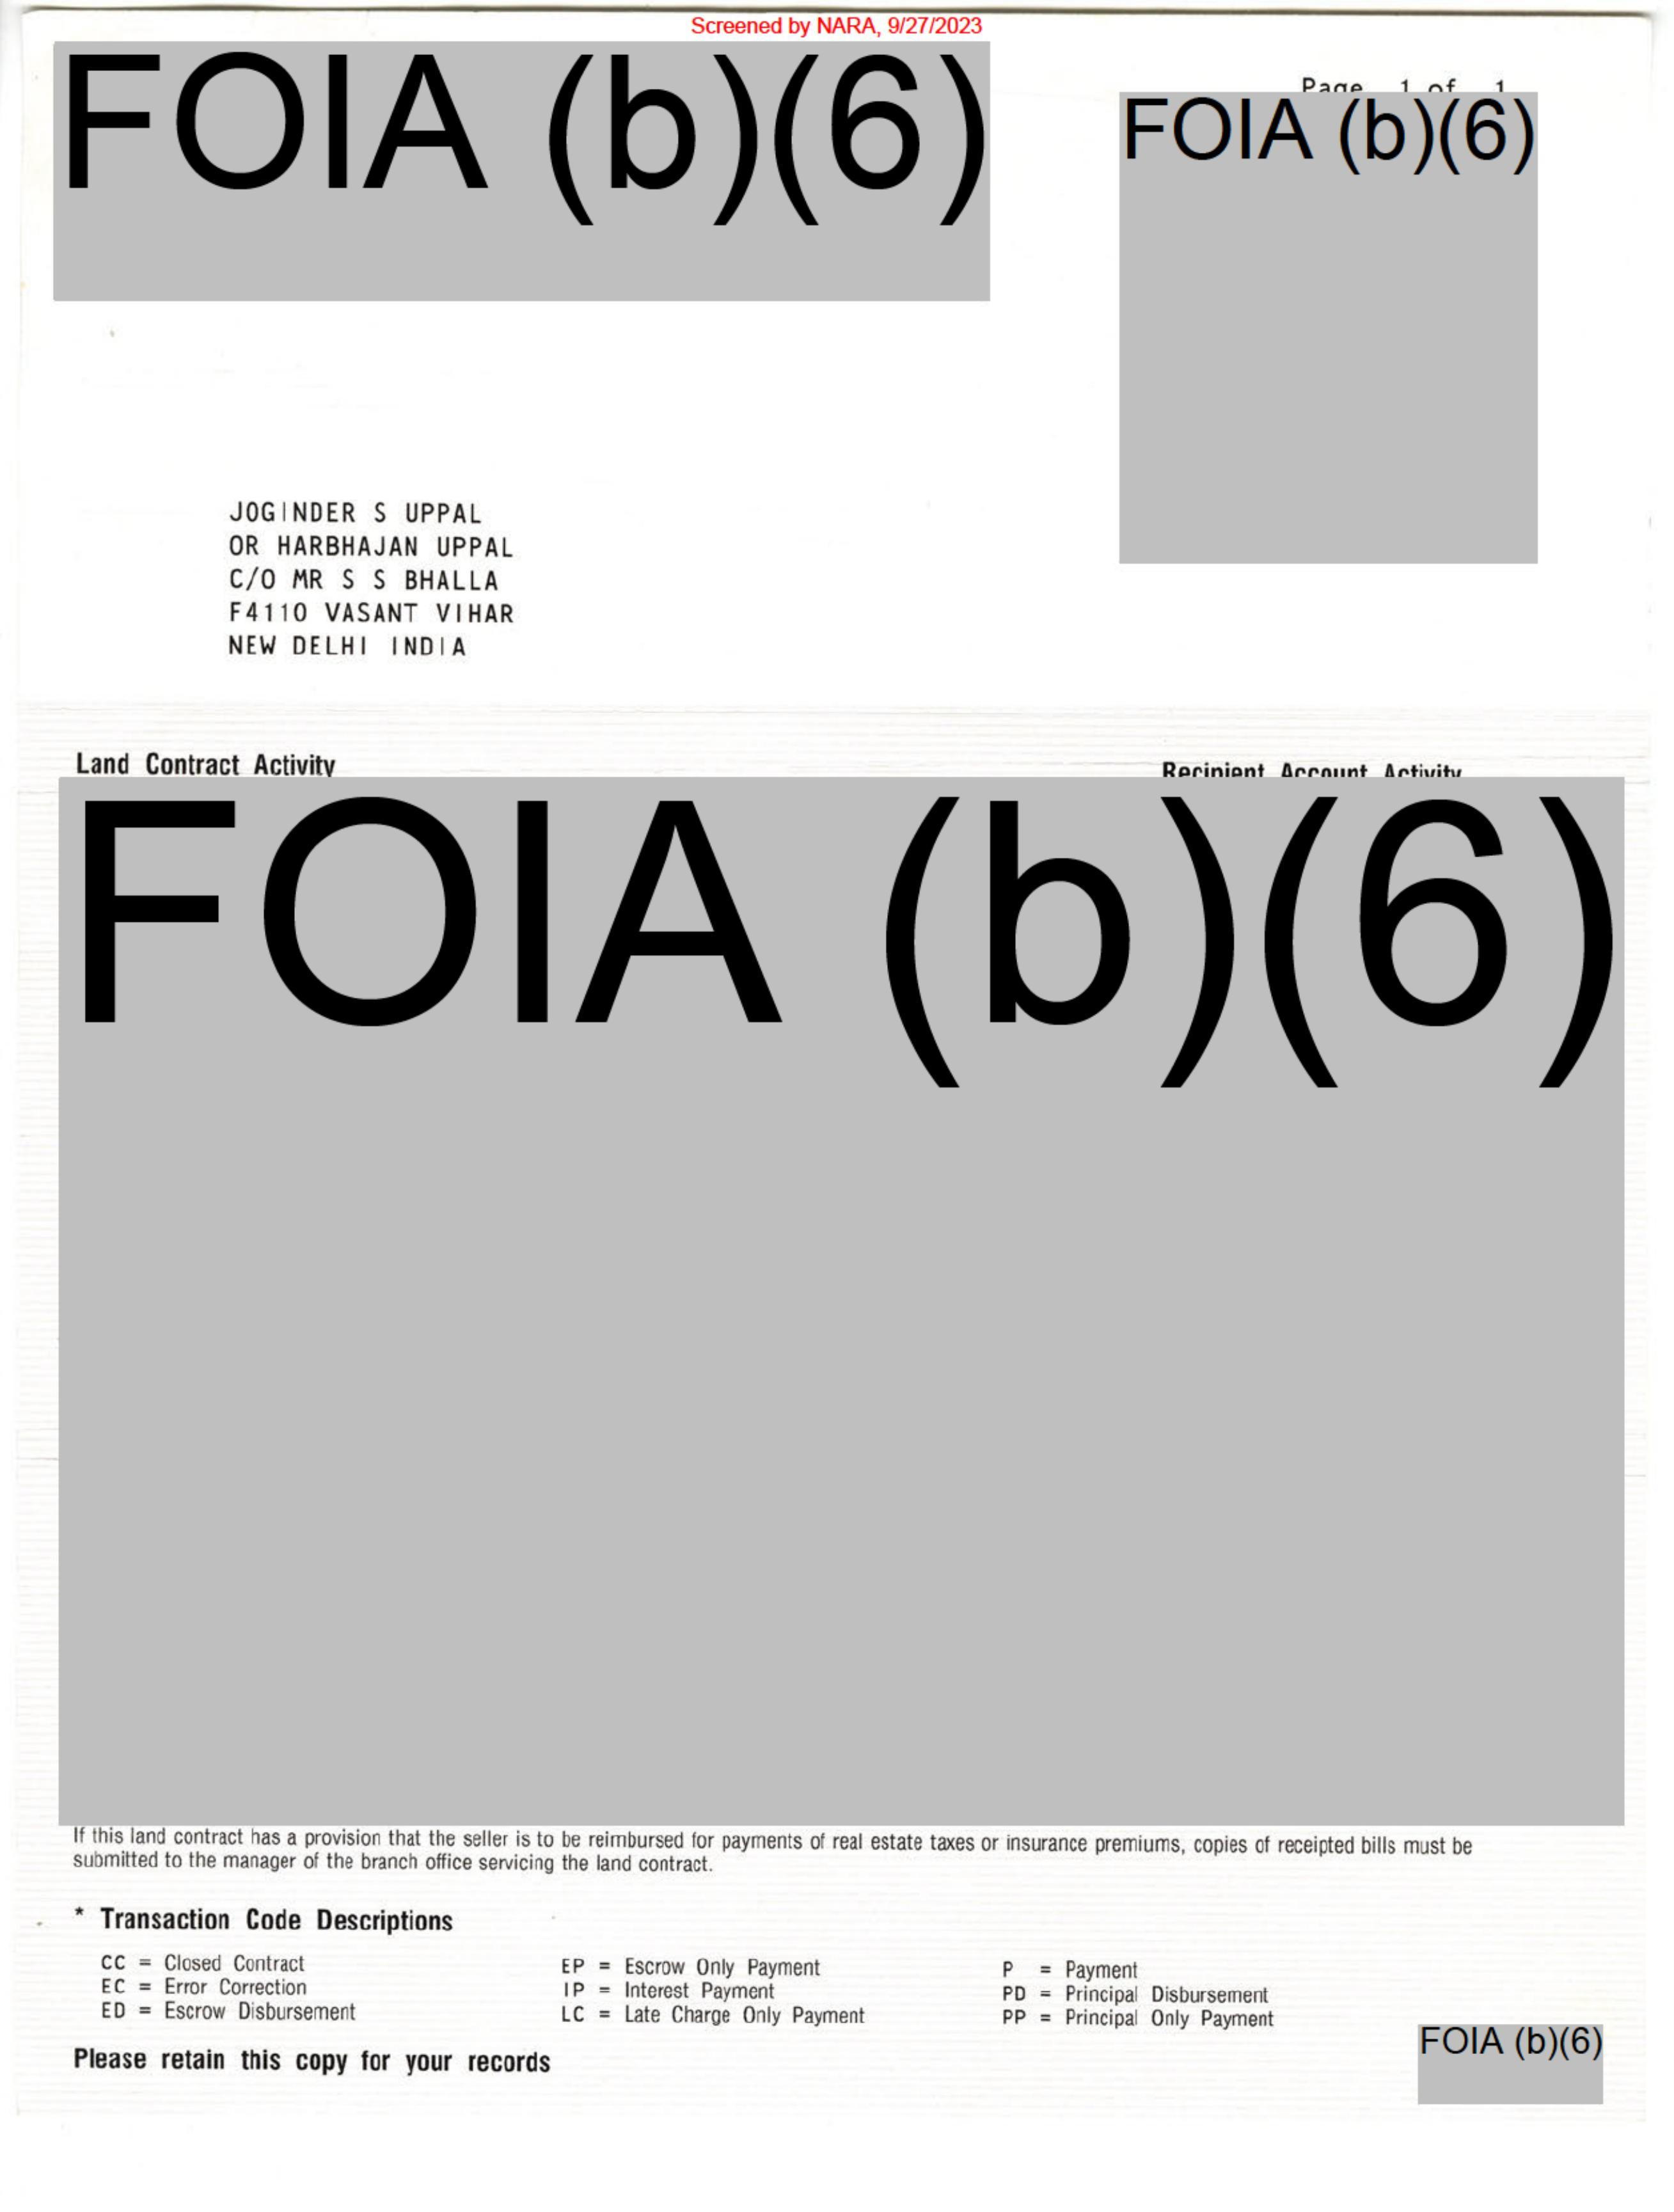 Screened by NARA, 9/27/2023
FOIA (b)(6)
Page 1 of 1
FOIA (b)(6)
JOGINDER S UPPAL
OR HARBHAJAN UPPAL
C/O MR S S BHALLA
F4110 VASANT VIHAR
NEW DELHI INDIA
Land Contract Activity
Recipient Account Activity
FOIA (b)(6)
If this land contract has a provision that the seller is to be reimbursed for payments of real estate taxes or insurance premiums, copies of receipted bills must be
submitted to the manager of the branch office servicing the land contract.
* Transaction Code Descriptions
CC = Closed Contract
EC = Error Correction
ED = Escrow Disbursement
EP = Escrow Only Payment
IP = Interest Payment
LC = Late Charge Only Payment
P = Payment
PD = Principal Disbursement
PP = Principal Only Payment
Please retain this copy for your records
FOIA (b)(6)